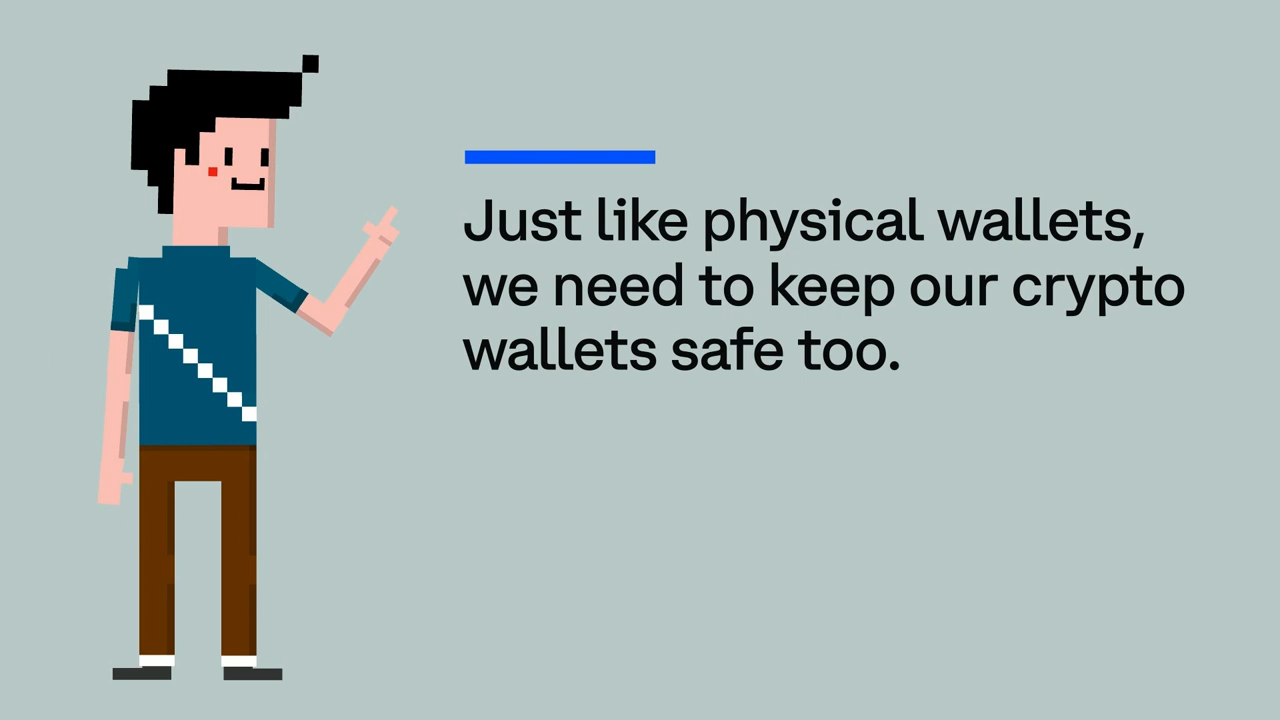 Just like physical wallets,
we need to keep our crypto
wallets safe too.